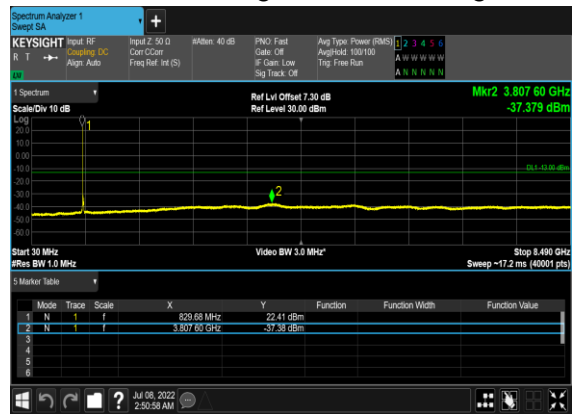 Spectrum Analyzer 1
Swept SA
+
KEYSIGHT Input: RF Input Z: 50 Ω #Atten: 40 dB PNO: Fast Avg Type: Power (RMS) 1 2 3 4 5 6
R T Coupling: DC Corr CCorr Gate: Off Avg|Hold: 100/100 A W W W W W
Align: Auto Freq Ref: Int (S) IF Gain: Low Trig: Free Run
LW Sig Track: Off A N N N N N
1 Spectrum Ref Lvl Offset 7.30 dB Mkr2 3.807 60 GHz
Scale/Div 10 dB Ref Level 30.00 dBm -37.379 dBm
Log
1
20.0
10.0
0.00
-10.0 DL1 -13.00 dBm
-20.0
-30.0 2
-40.0
-50.0
-60.0
Start 30 MHz Video BW 3.0 MHz* Stop 8.490 GHz
#Res BW 1.0 MHz Sweep ~17.2 ms (40001 pts)
5 Marker Table
Mode Trace Scale X Y Function Function Width Function Value
1 N 1 f 829.68 MHz 22.41 dBm
2 N 1 f 3.807 60 GHz -37.38 dBm
3
4
5
6
? Jul 08, 2022
2:50:58 AM